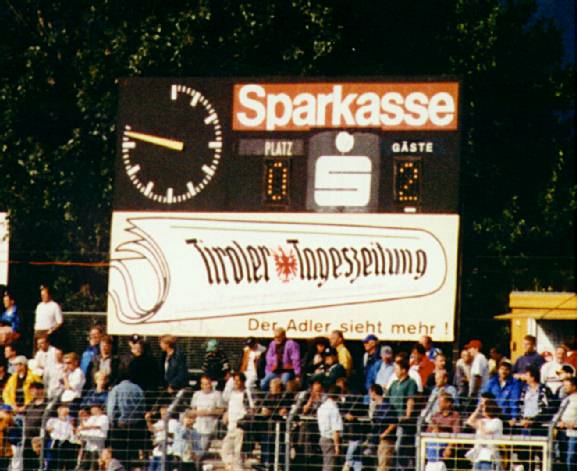 Sparkasse
PLATZ GÄSTE
0 S 2
Tiroler Tageszeitung
Der Adler sieht mehr !